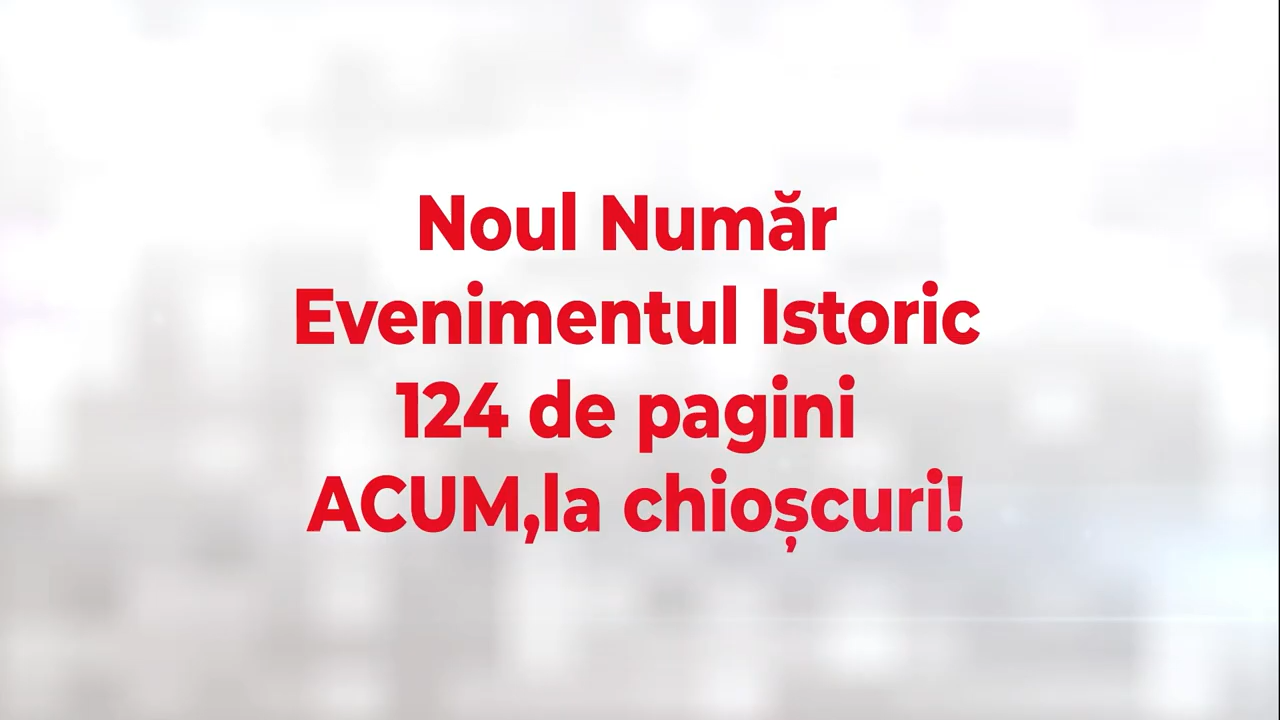 Noul Număr
Evenimentul Istoric
124 de pagini
ACUM,la chioșcuri!